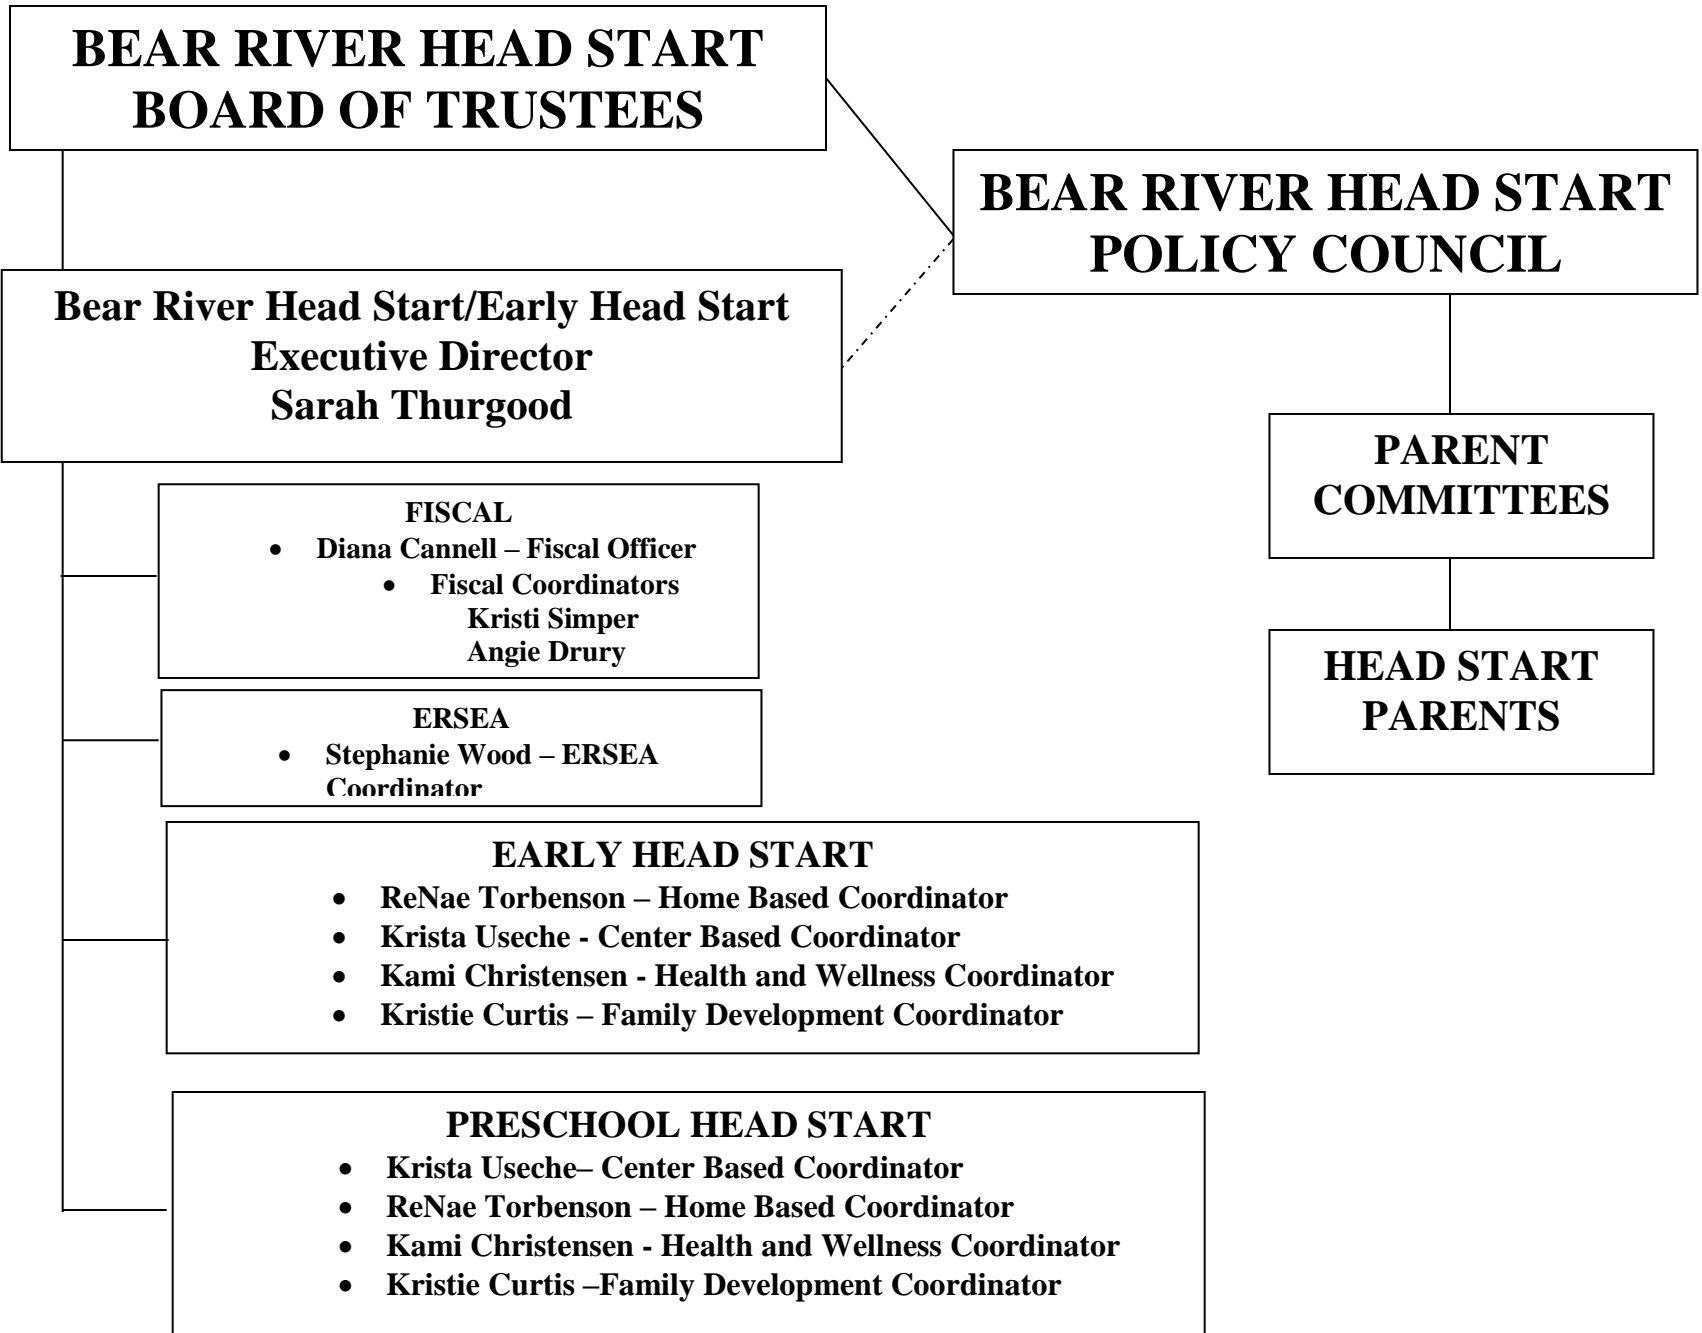 BEAR RIVER HEAD START
BOARD OF TRUSTEES
BEAR RIVER HEAD START
POLICY COUNCIL
Bear River Head Start/Early Head Start
Executive Director
Sarah Thurgood
PARENT
COMMITTEES
HEAD START
PARENTS
FISCAL
• Diana Cannell – Fiscal Officer
• Fiscal Coordinators
Kristi Simper
Angie Drury
ERSEA
• Stephanie Wood – ERSEA
Coordinator
EARLY HEAD START
• ReNae Torbenson – Home Based Coordinator
• Krista Useche - Center Based Coordinator
• Kami Christensen - Health and Wellness Coordinator
• Kristie Curtis – Family Development Coordinator
PRESCHOOL HEAD START
• Krista Useche– Center Based Coordinator
• ReNae Torbenson – Home Based Coordinator
• Kami Christensen - Health and Wellness Coordinator
• Kristie Curtis –Family Development Coordinator